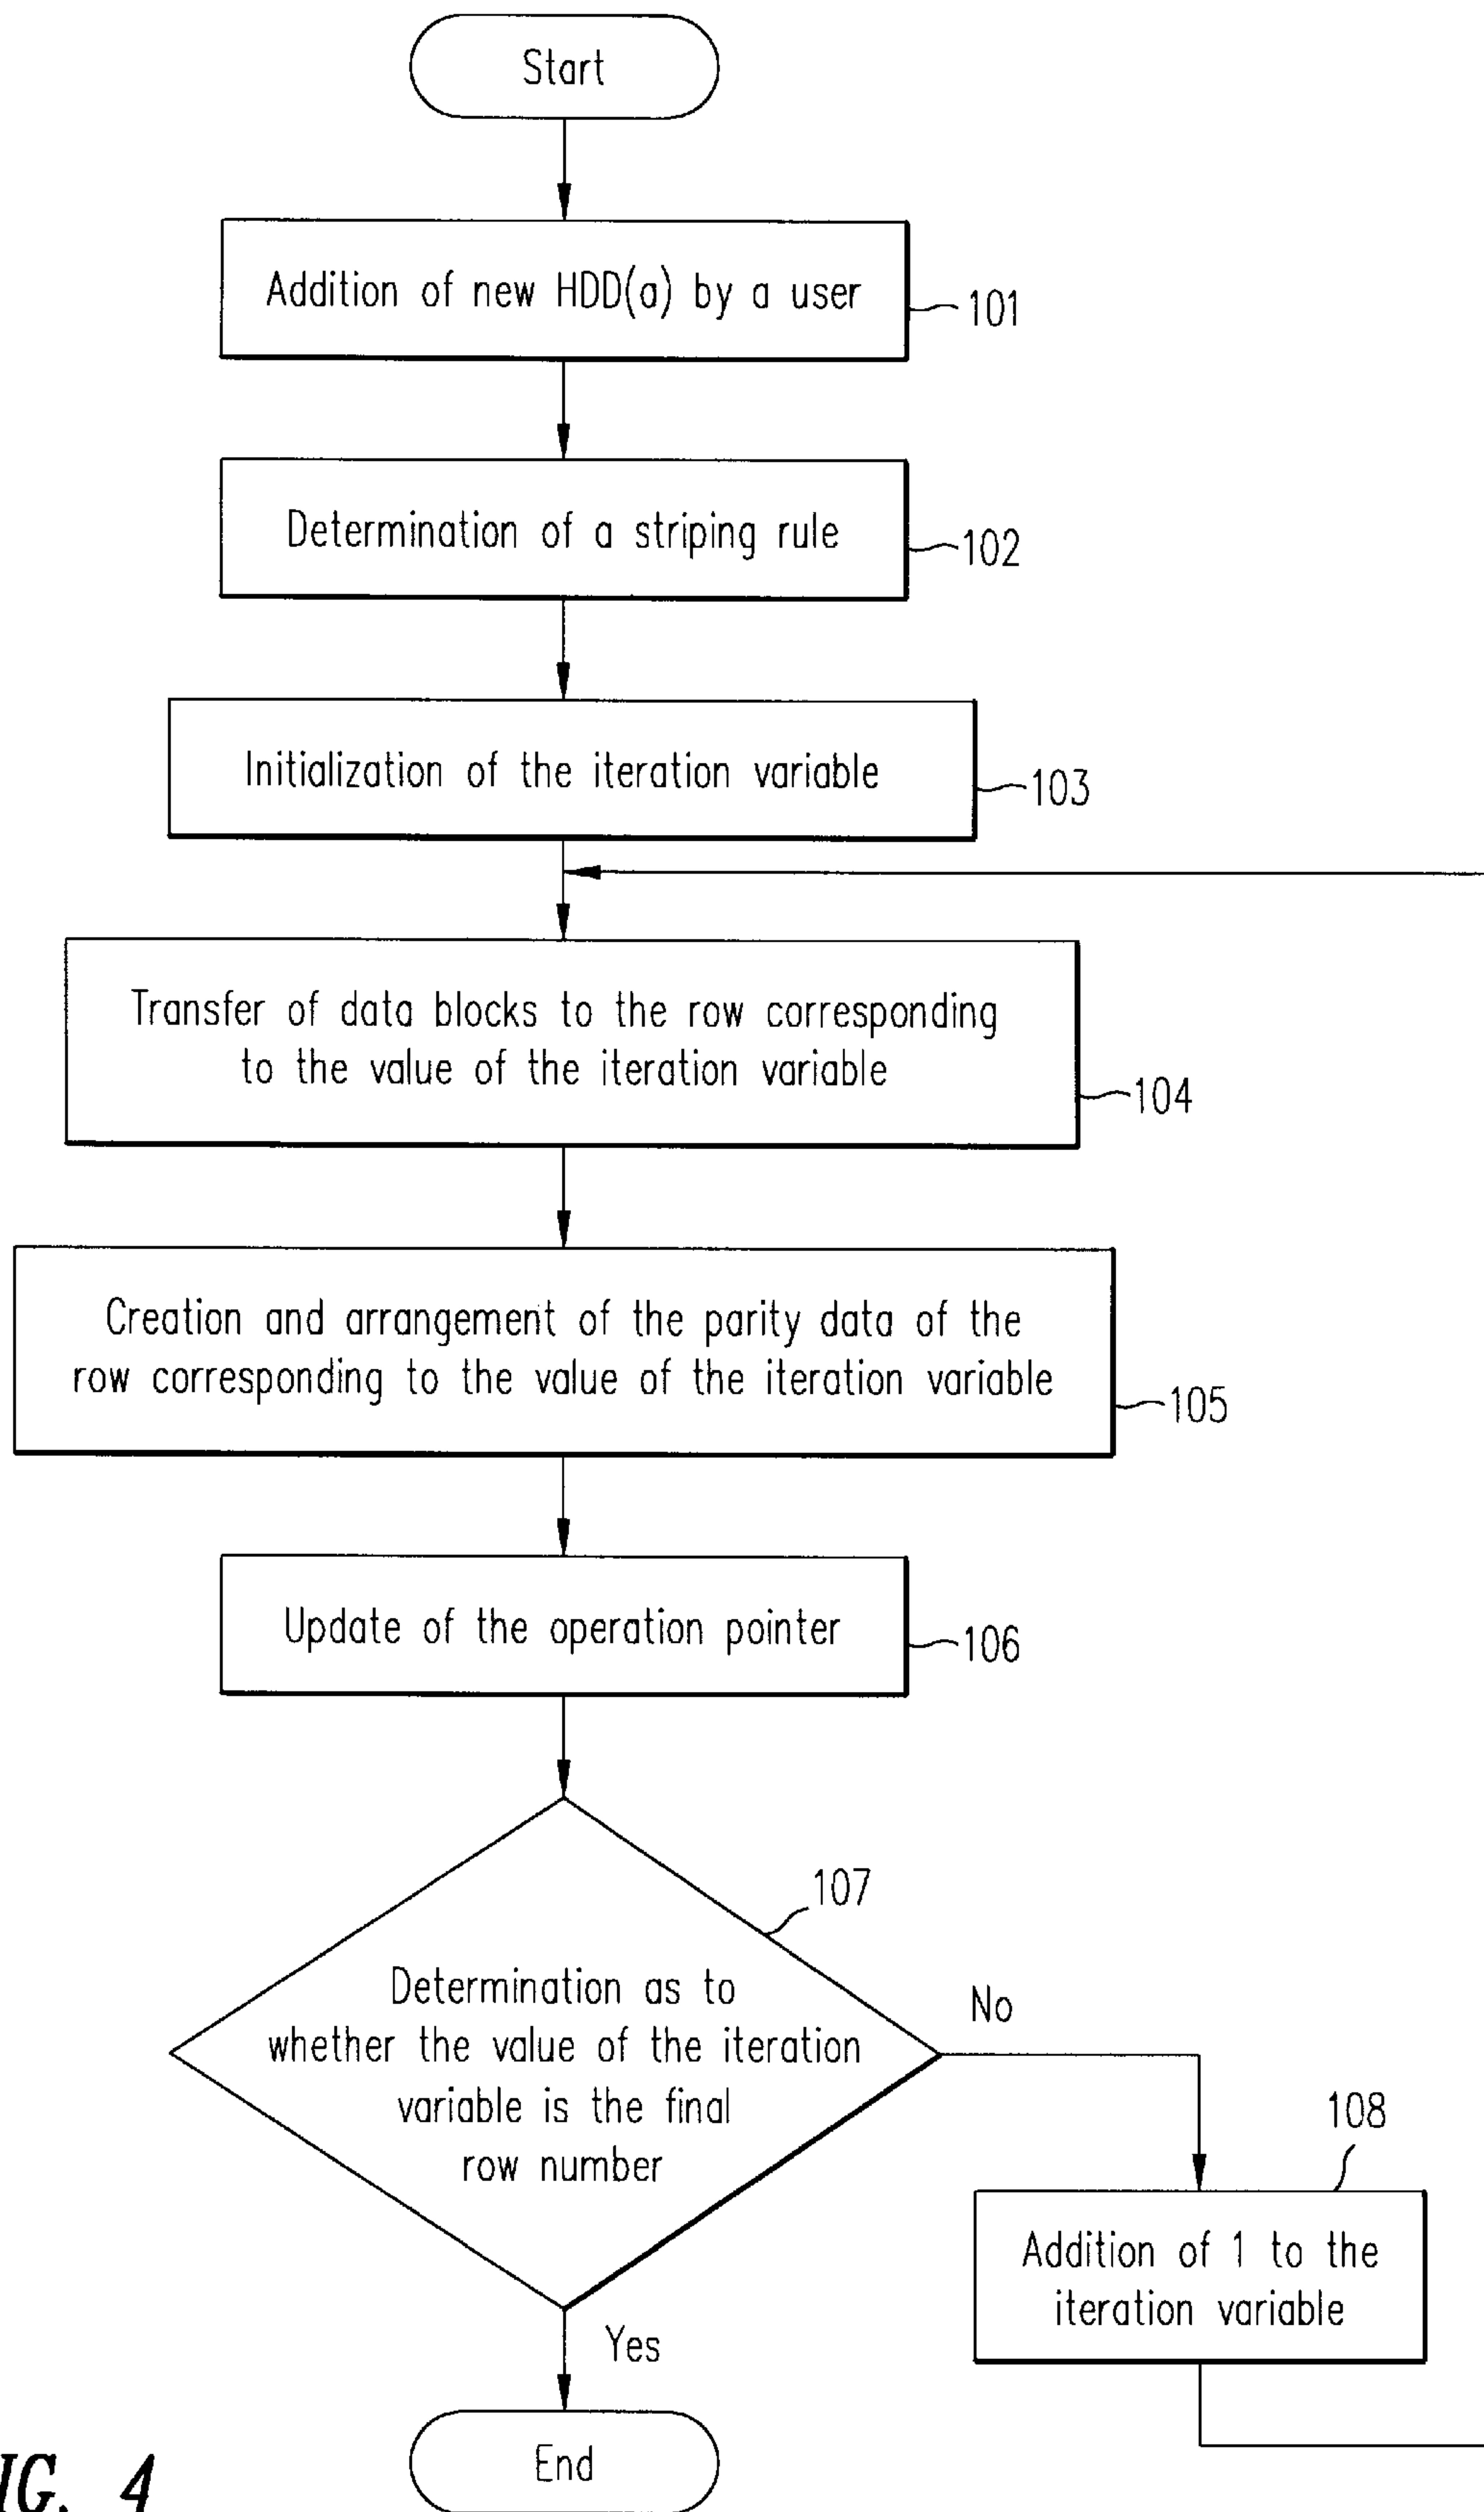 Start
Addition of new HDD(a) by a user
101
Determination of a striping rule
102
Initialization of the iteration variable
103
Transfer of data blocks to the row corresponding
to the value of the iteration variable
104
Creation and arrangement of the parity data of the
row corresponding to the value of the iteration variable
105
Update of the operation pointer
106
107
Determination as to
whether the value of the iteration
variable is the final
row number
No
108
Addition of 1 to the
iteration variable
Yes
End
IG. 4